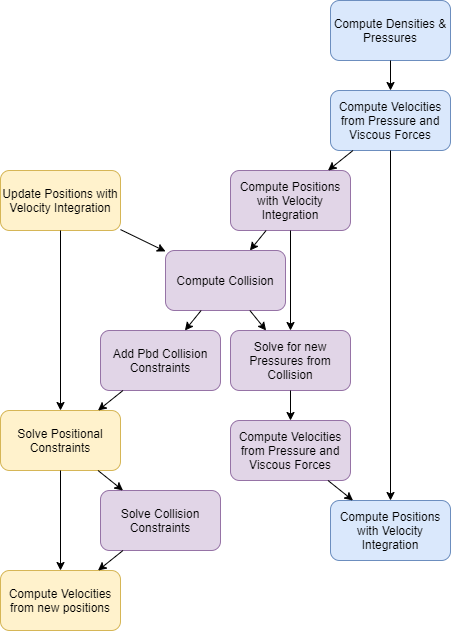 Compute Densities &
Pressures
Compute Velocities
from Pressure and
Viscous Forces
Update Positions with
Velocity Integration
Compute Positions
with Velocity
Integration
Compute Collision
Add Pbd Collision
Constraints
Solve for new
Pressures from
Collision
Solve Positional
Constraints
Compute Velocities
from Pressure and
Viscous Forces
Solve Collision
Constraints
Compute Positions
with Velocity
Integration
Compute Velocities
from new positions